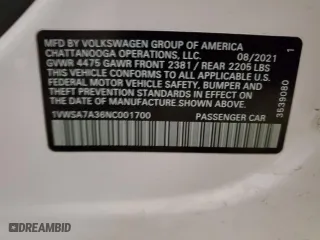 MFD BY VOLKSWAGEN GROUP OF AMERICA
CHATTANOOGA OPERATIONS, LLC. 08/2021
GVWR 4475 GAWR FRONT 2381 / REAR 2205 LBS
THIS VEHICLE CONFORMS TO ALL APPLICABLE U.S.
FEDERAL MOTOR VEHICLE SAFETY, BUMPER, AND
THEFT PREVENTION STANDARDS IN EFFECT ON THE
DATE OF MANUFACTURE SHOWN ABOVE.
1VWSA7A36NC001700 PASSENGER CAR
3539080 1
DREAMBID